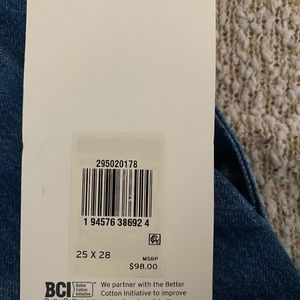 295020178
1 94576 38692 4
25 X 28
MSRP
$98.00
BCI Better Cotton Initiative
We partner with the Better
Cotton Initiative to improve